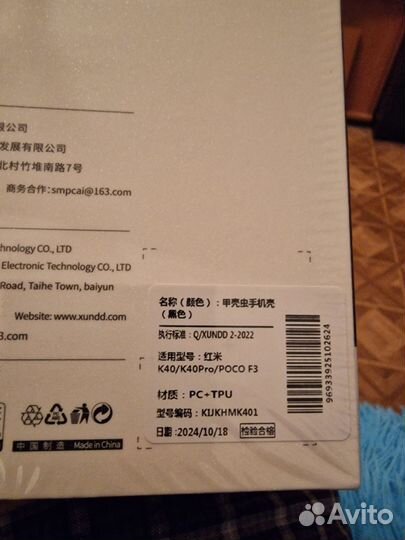 限公司
发展有限公司
北村竹堆南路7号
商务合作:smpcai@163.com
hnology CO., LTD
Electronic Technology CO., LTD
Road, Taihe Town, baiyun
Website: www.xundd.com
名称(颜色):甲壳虫手机壳
(黑色)
执行标准:Q/XUNDD 2-2022
适用型号:红米
K40/K40Pro/POCO F3
材质:PC+TPU
型号编码:KIJKHMK401
日期:2024/10/18 检验合格
96933925102624
中国制造 Made in China
Avito